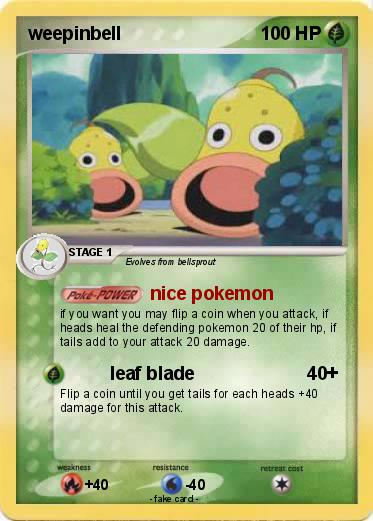 weepinbell 100 HP
STAGE 1
Evolves from bellsprout
Poké-POWER nice pokemon
if you want you may flip a coin when you attack, if
heads heal the defending pokemon 20 of their hp, if
tails add to your attack 20 damage.
leaf blade 40+
Flip a coin until you get tails for each heads +40
damage for this attack.
weakness resistance retreat cost
+40 -40
- fake card -